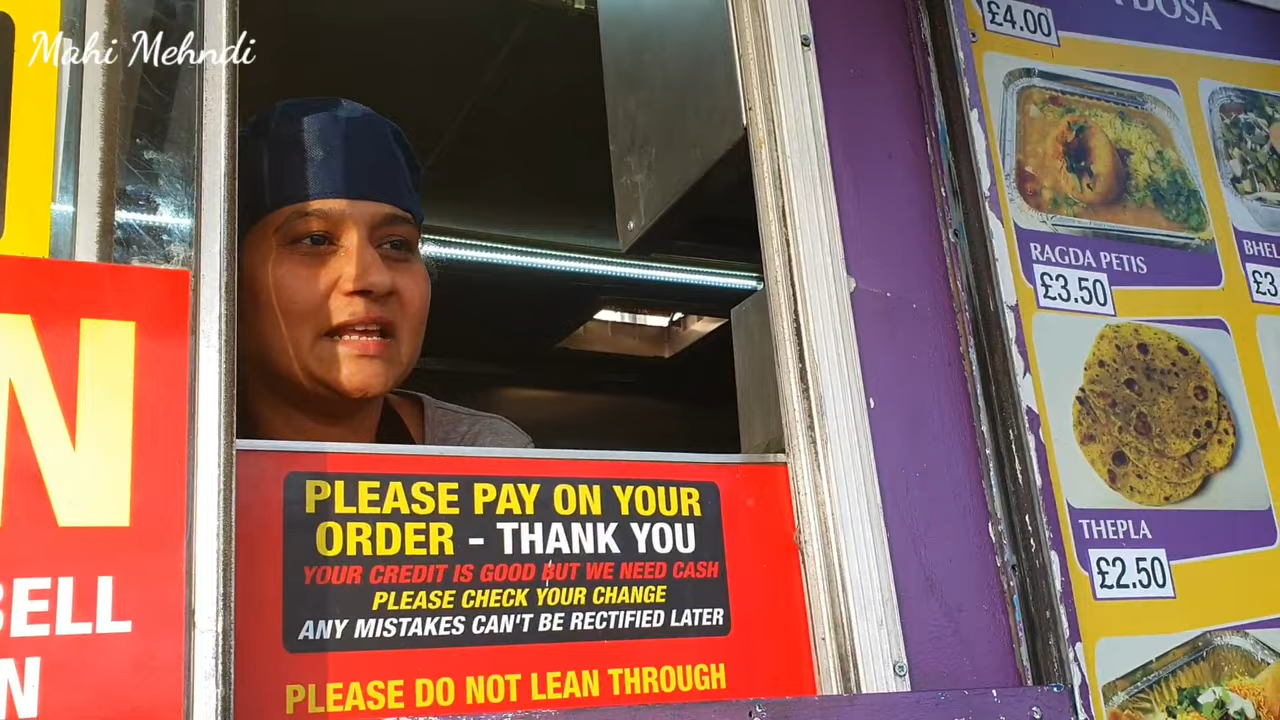 Mahi Mehndi
N
BELL
N
PLEASE PAY ON YOUR
ORDER - THANK YOU
YOUR CREDIT IS GOOD BUT WE NEED CASH
PLEASE CHECK YOUR CHANGE
ANY MISTAKES CAN'T BE RECTIFIED LATER
PLEASE DO NOT LEAN THROUGH
£4.00
DOSA
RAGDA PETIS
£3.50
BHEL
£3
THEPLA
£2.50